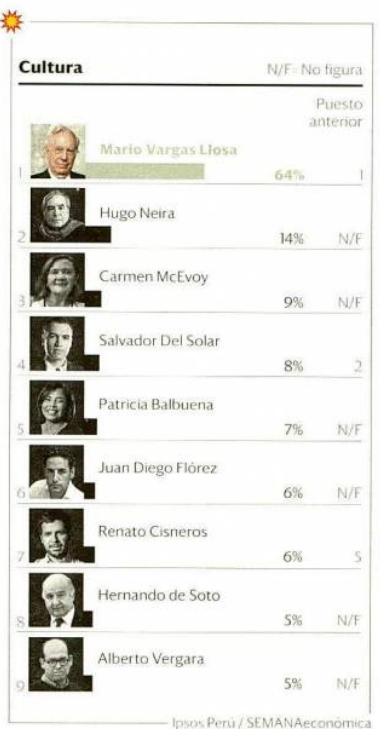 Cultura N/F= No figura
Puesto
anterior
Mario Vargas Llosa
1 64% 1
Hugo Neira
2 14% N/F
Carmen McEvoy
3 9% N/F
Salvador Del Solar
4 8% 2
Patricia Balbuena
5 7% N/F
Juan Diego Flórez
6 6% N/F
Renato Cisneros
7 6% 5
Hernando de Soto
8 5% N/F
Alberto Vergara
9 5% N/F
Ipsos Perú / SEMANAeconómica